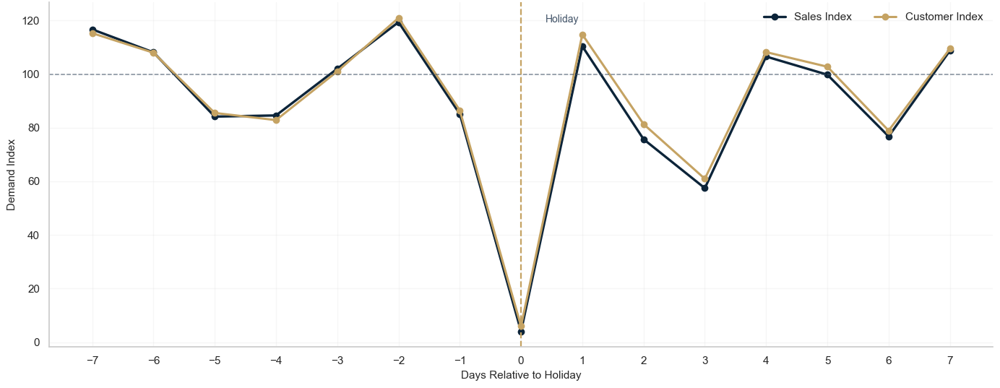 Sales Index
Customer Index
Holiday
120
100
80
60
40
20
0
Demand Index
−7 −6 −5 −4 −3 −2 −1 0 1 2 3 4 5 6 7
Days Relative to Holiday